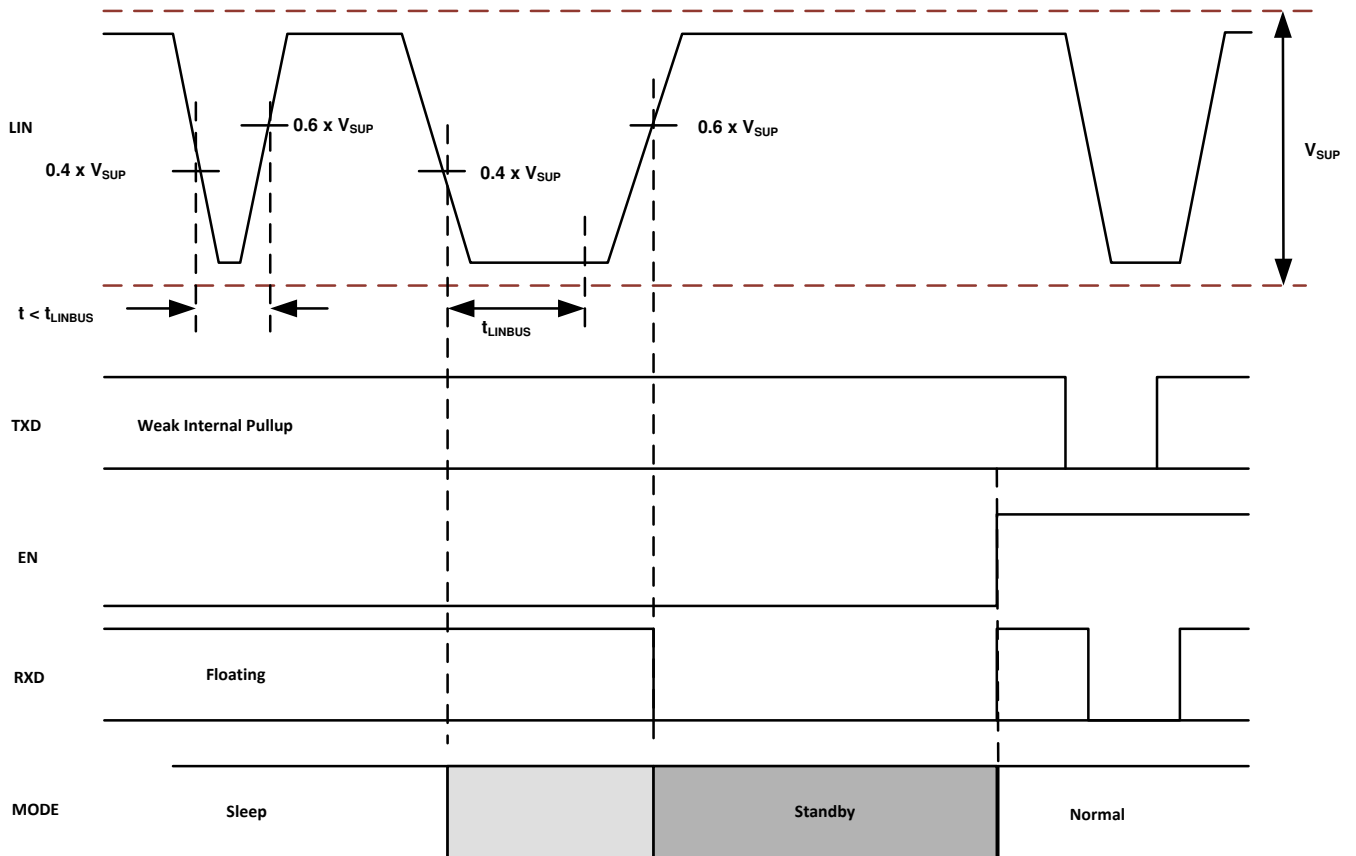 LIN
0.6 x VSUP
0.6 x VSUP
0.4 x VSUP
0.4 x VSUP
VSUP
t < tLINBUS
tLINBUS
TXD
Weak Internal Pullup
EN
RXD
Floating
MODE
Sleep
Standby
Normal